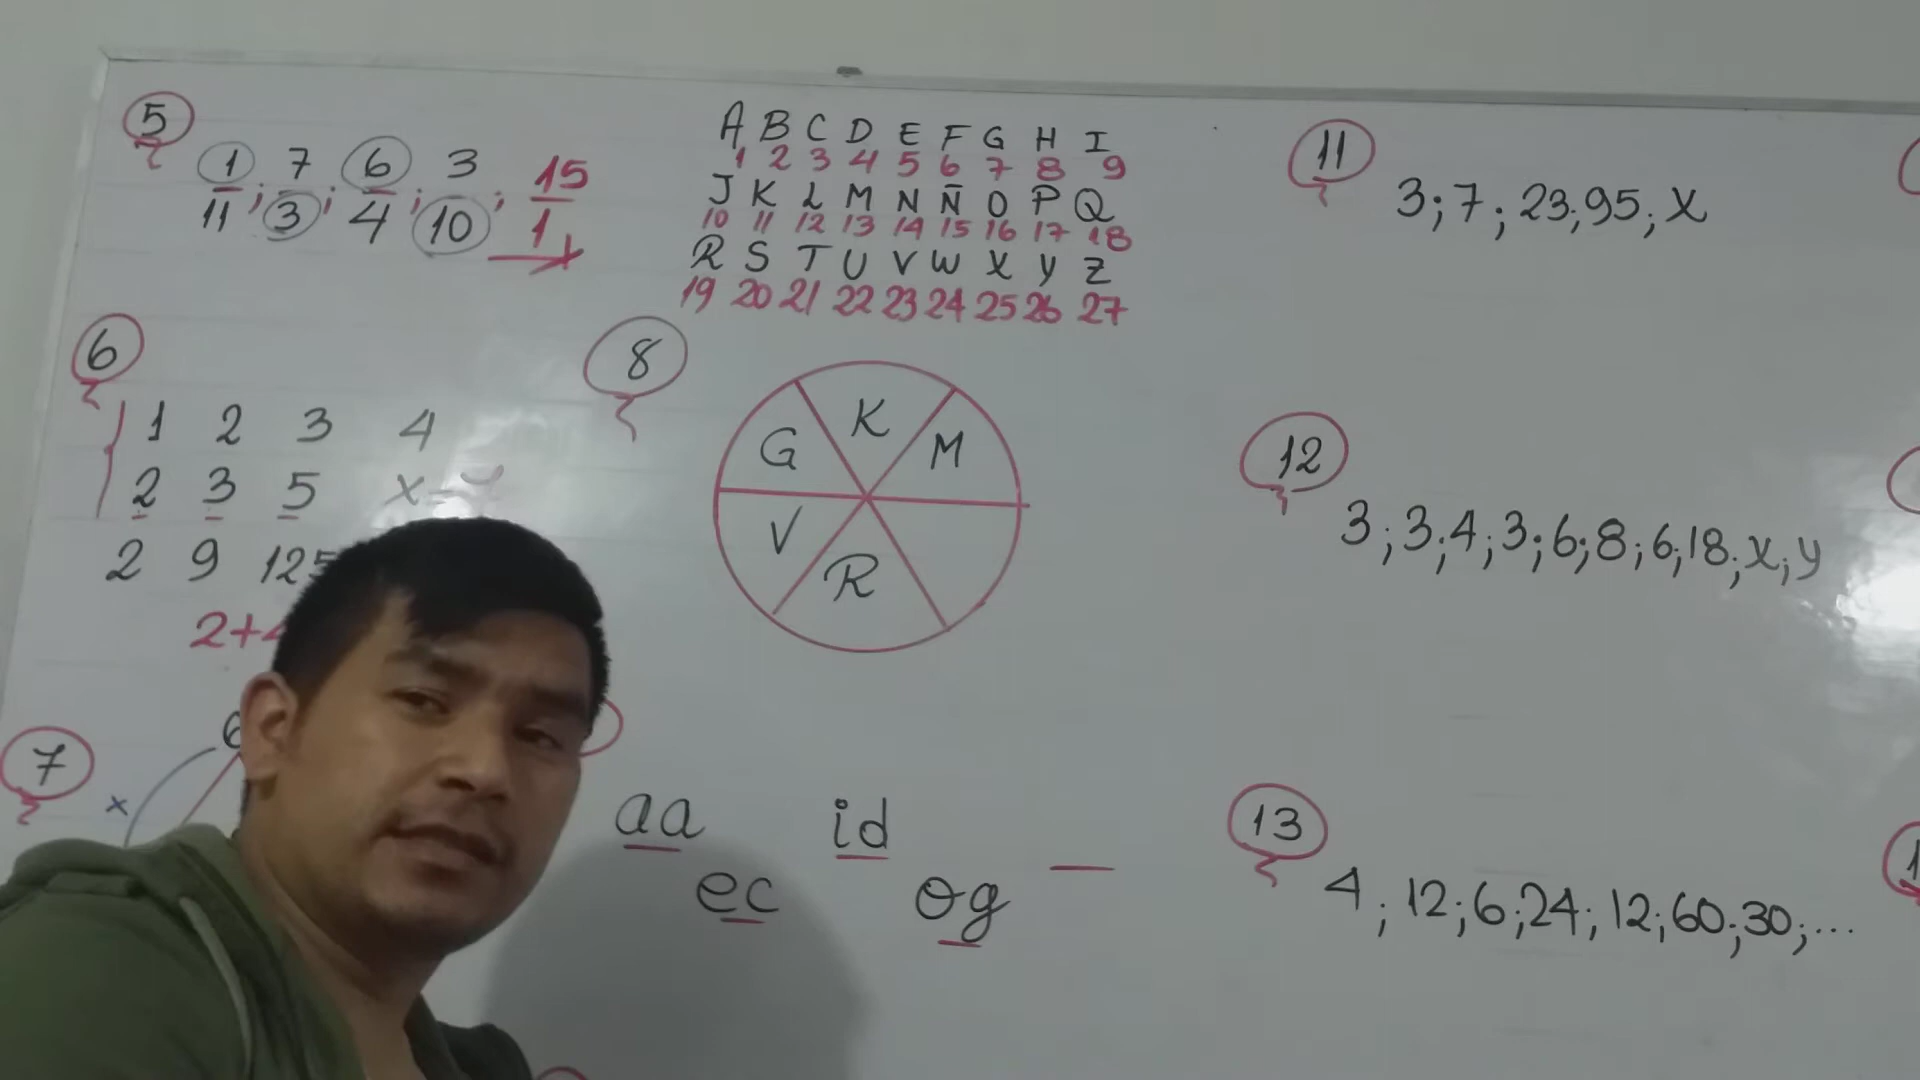 5
1 7 6 3 15
11 ; 3 ; 4 ; 10 ; 1
A B C D E F G H I
1 2 3 4 5 6 7 8 9
J K L M N Ñ O P Q
10 11 12 13 14 15 16 17 18
R S T U V W X Y Z
19 20 21 22 23 24 25 26 27
6
1 2 3 4
2 3 5 x
2 9 125
2+
7
x
8
G K M
V R
aa id
ec og
11
3; 7; 23; 95; x
12
3; 3; 4; 3; 6; 8; 6; 18; x; y
13
4; 12; 6; 24; 12; 60; 30; ...